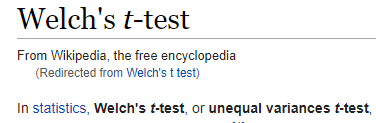 Welch's t-test
From Wikipedia, the free encyclopedia
(Redirected from Welch's t test)
In statistics, Welch's t-test, or unequal variances t-test,